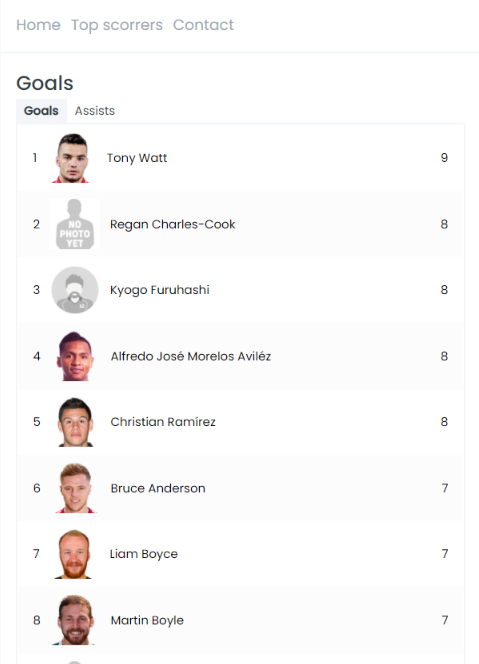 Home Top scorrers Contact
Goals
Goals Assists
1 Tony Watt 9
2 NO PHOTO YET Regan Charles-Cook 8
3 Kyogo Furuhashi 8
4 Alfredo José Morelos Aviléz 8
5 Christian Ramírez 8
6 Bruce Anderson 7
7 Liam Boyce 7
8 Martin Boyle 7